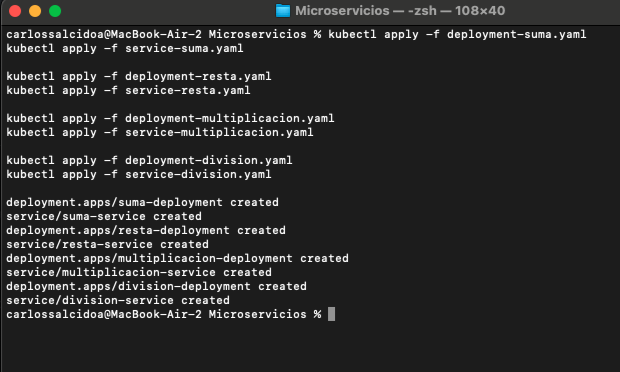 Microservicios — -zsh — 108×40
carlossalcidoa@MacBook-Air-2 Microservicios % kubectl apply -f deployment-suma.yaml
kubectl apply -f service-suma.yaml
kubectl apply -f deployment-resta.yaml
kubectl apply -f service-resta.yaml
kubectl apply -f deployment-multiplicacion.yaml
kubectl apply -f service-multiplicacion.yaml
kubectl apply -f deployment-division.yaml
kubectl apply -f service-division.yaml
deployment.apps/suma-deployment created
service/suma-service created
deployment.apps/resta-deployment created
service/resta-service created
deployment.apps/multiplicacion-deployment created
service/multiplicacion-service created
deployment.apps/division-deployment created
service/division-service created
carlossalcidoa@MacBook-Air-2 Microservicios %